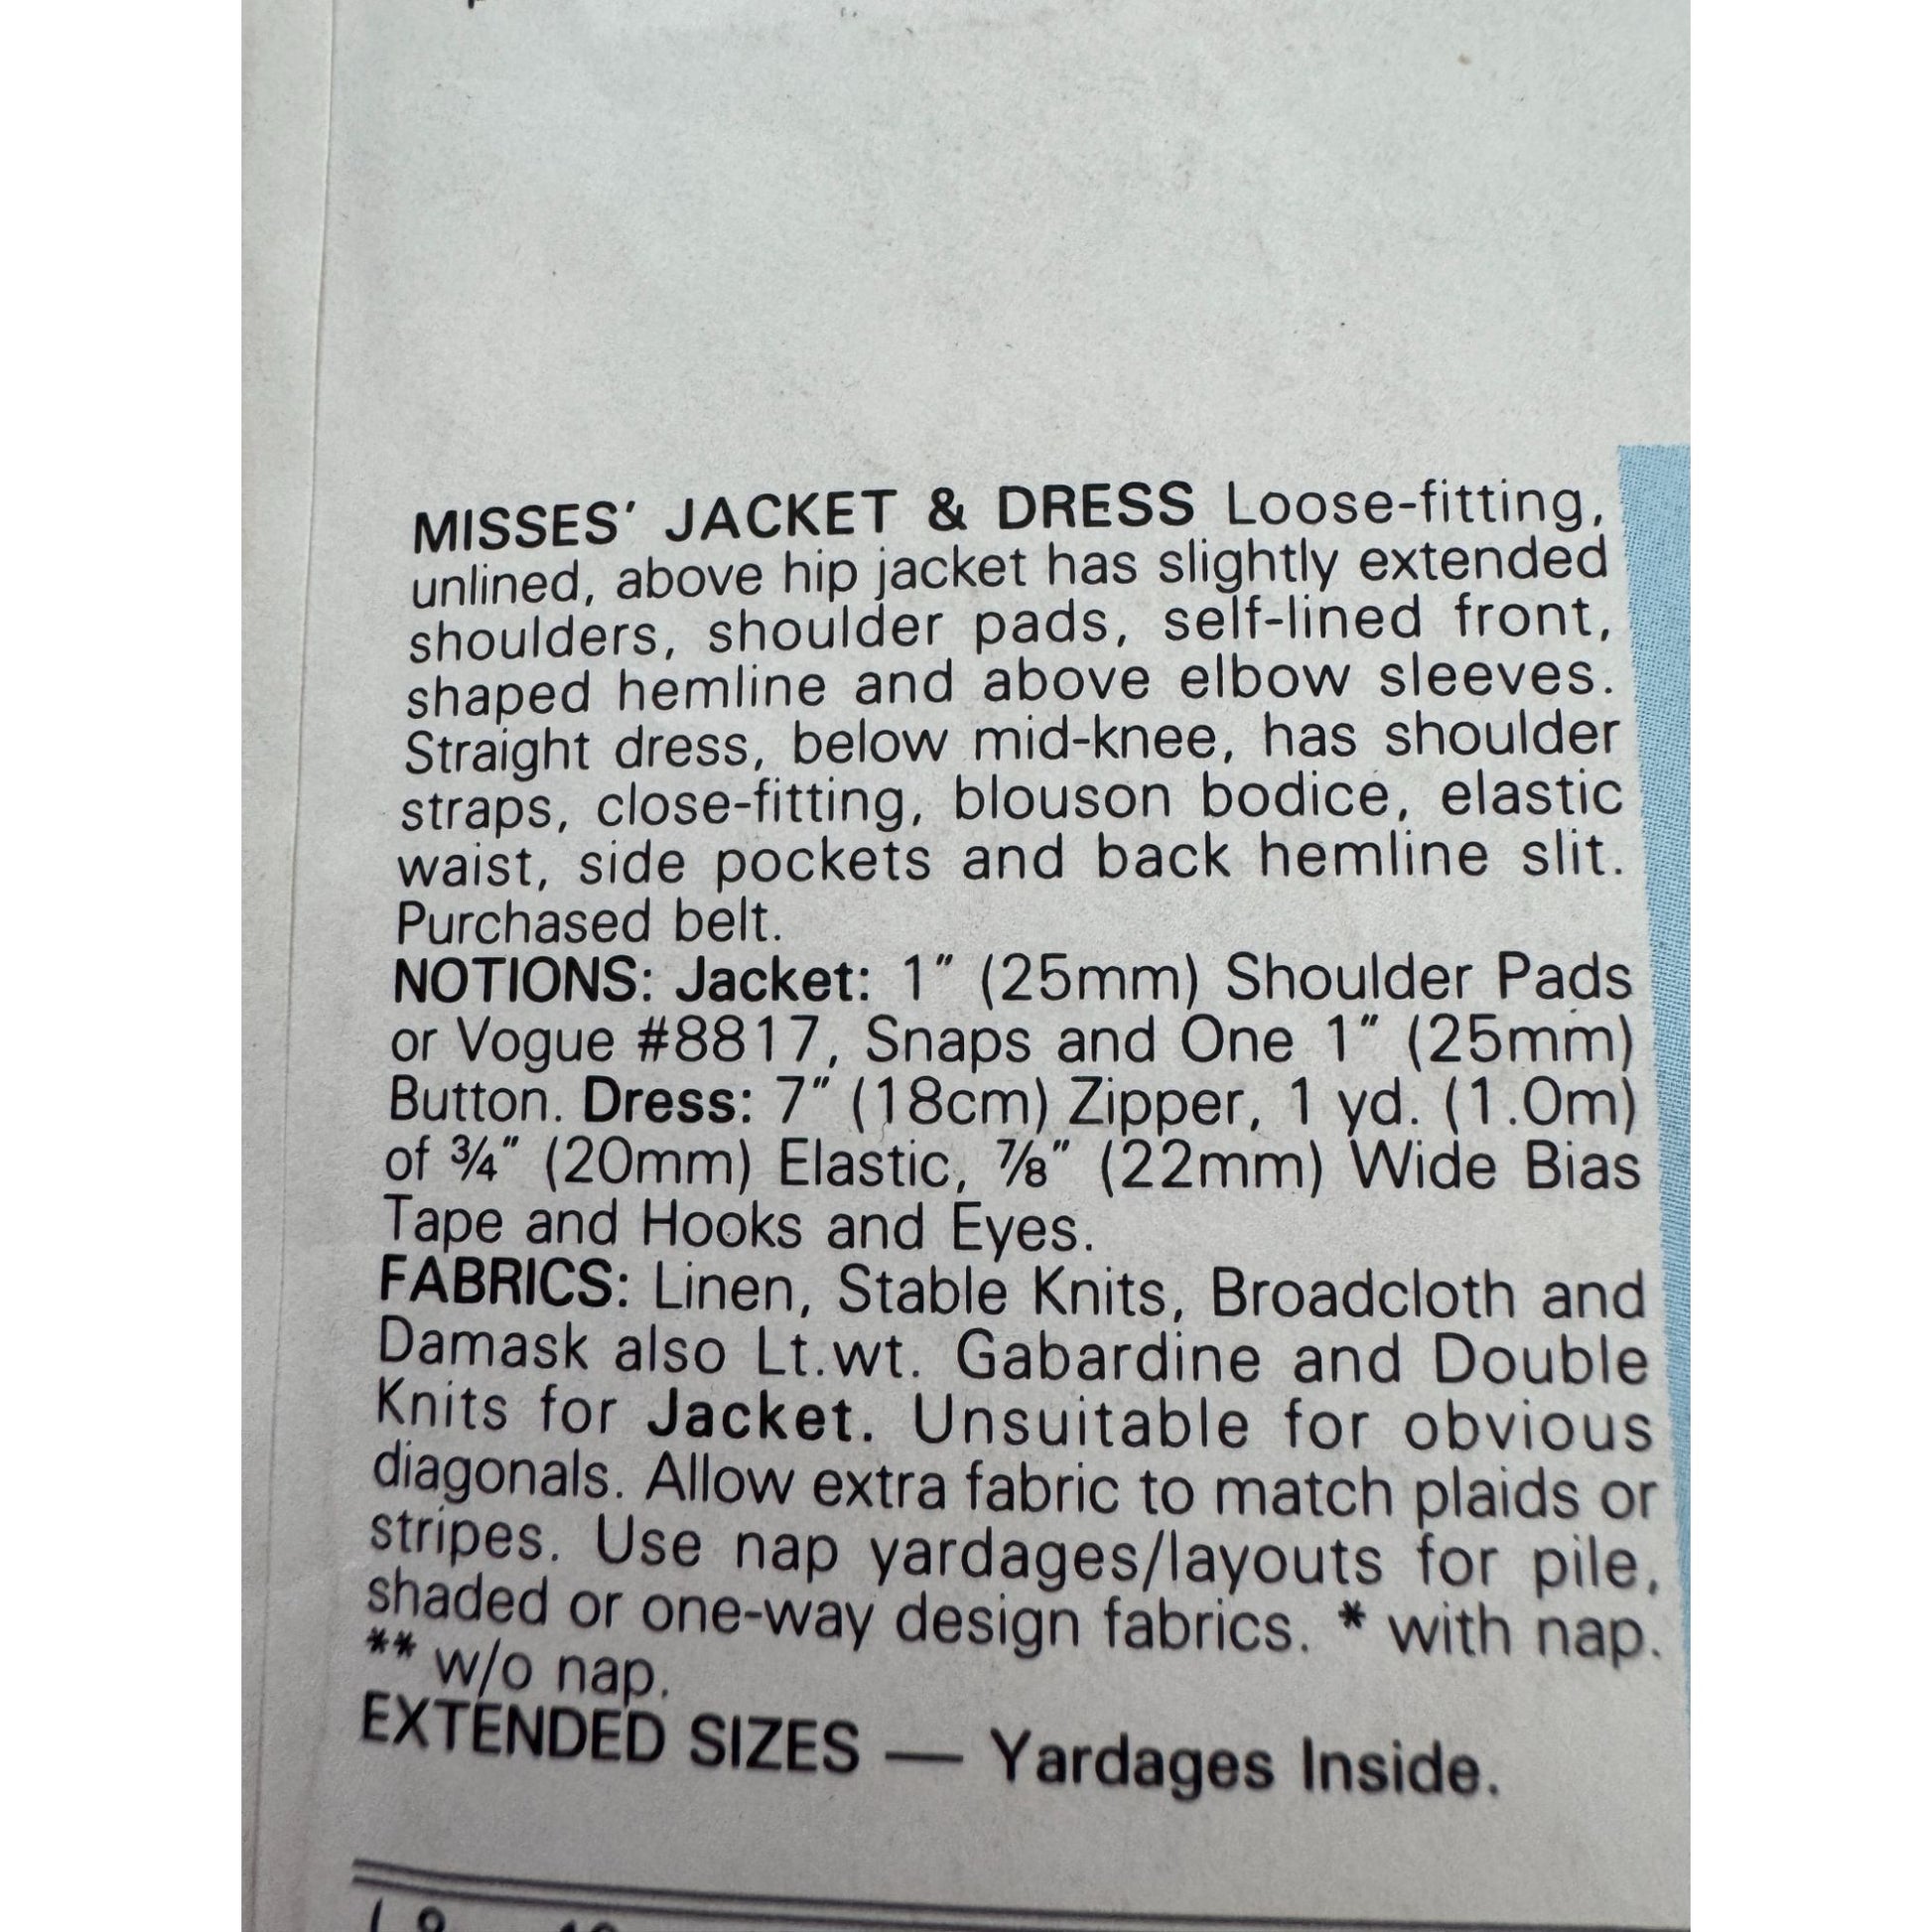 MISSES' JACKET & DRESS Loose-fitting,
unlined, above hip jacket has slightly extended
shoulders, shoulder pads, self-lined front,
shaped hemline and above elbow sleeves.
Straight dress, below mid-knee, has shoulder
straps, close-fitting, blouson bodice, elastic
waist, side pockets and back hemline slit.
Purchased belt.
NOTIONS: Jacket: 1″ (25mm) Shoulder Pads
or Vogue #8817, Snaps and One 1″ (25mm)
Button. Dress: 7″ (18cm) Zipper, 1 yd. (1.0m)
of ¾″ (20mm) Elastic, ⅞″ (22mm) Wide Bias
Tape and Hooks and Eyes.
FABRICS: Linen, Stable Knits, Broadcloth and
Damask also Lt.wt. Gabardine and Double
Knits for Jacket. Unsuitable for obvious
diagonals. Allow extra fabric to match plaids or
stripes. Use nap yardages/layouts for pile,
shaded or one-way design fabrics. * with nap.
** w/o nap.
EXTENDED SIZES — Yardages Inside.